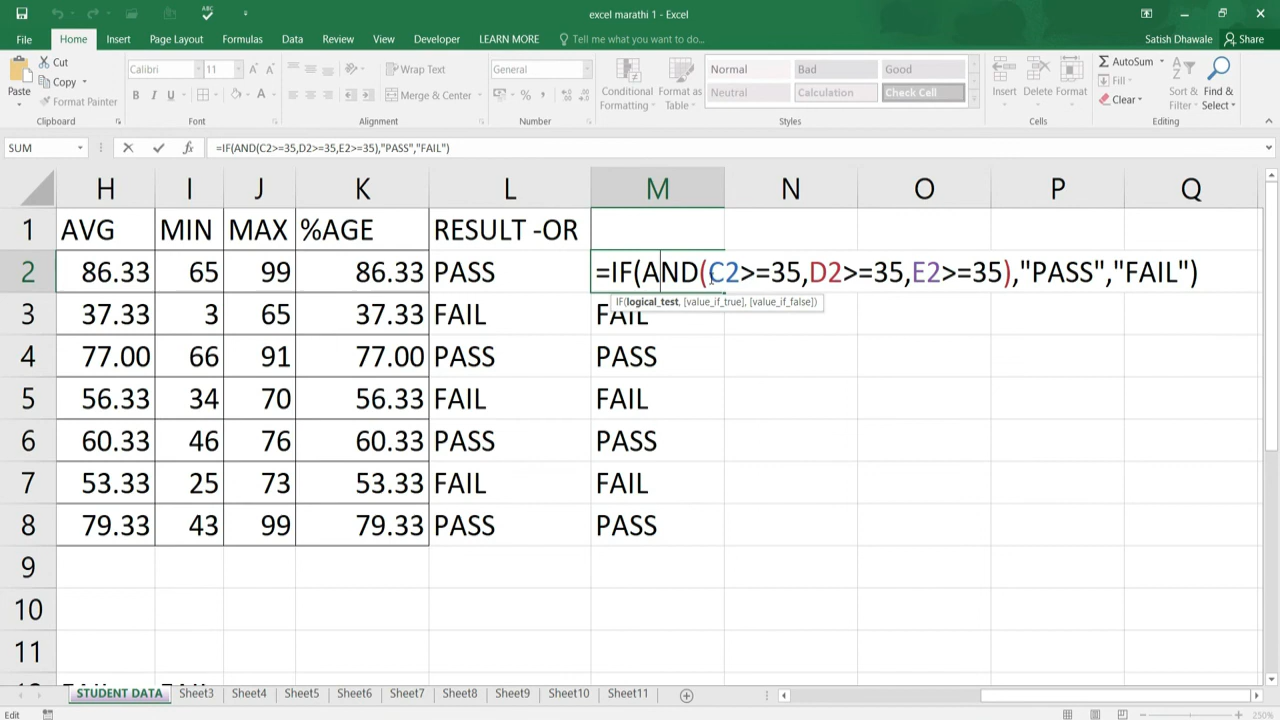 excel marathi 1 - Excel
File Home Insert Page Layout Formulas Data Review View Developer LEARN MORE Tell me what you want to do... Satish Dhawale Share
Paste Cut Copy Format Painter
Calibri 11 Wrap Text General Conditional Formatting Format as Table Normal Bad Good Insert Delete Format AutoSum Sort & Filter Find & Select
B I U Merge & Center % Neutral Calculation Check Cell Fill Clear
Clipboard Font Alignment Number Styles Cells Editing
SUM =IF(AND(C2>=35,D2>=35,E2>=35),"PASS","FAIL")
H I J K L M N O P Q
1 AVG MIN MAX %AGE RESULT -OR
2 86.33 65 99 86.33 PASS =IF(AND(C2>=35,D2>=35,E2>=35),"PASS","FAIL")
IF(logical_test, [value_if_true], [value_if_false])
3 37.33 3 65 37.33 FAIL FAIL
4 77.00 66 91 77.00 PASS PASS
5 56.33 34 70 56.33 FAIL FAIL
6 60.33 46 76 60.33 PASS PASS
7 53.33 25 73 53.33 FAIL FAIL
8 79.33 43 99 79.33 PASS PASS
9
10
11
STUDENT DATA Sheet3 Sheet4 Sheet5 Sheet6 Sheet7 Sheet8 Sheet9 Sheet10 Sheet11
Edit 250%